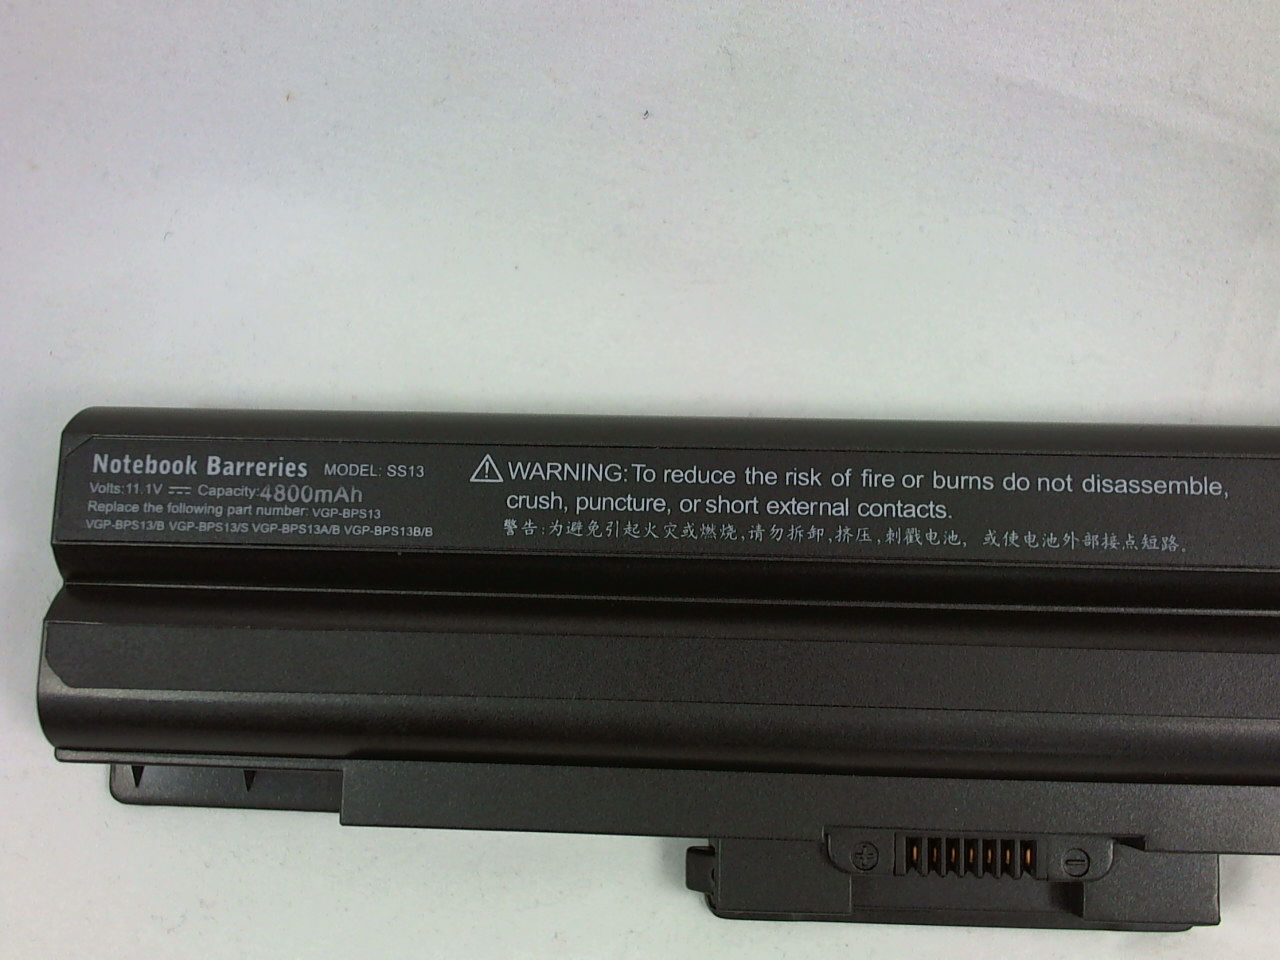 Notebook Barreries MODEL: SS13
Volts:11.1V Capacity:4800mAh
Replace the following part number: VGP-BPS13
VGP-BPS13/B VGP-BPS13/S VGP-BPS13A/B VGP-BPS13B/B
WARNING:To reduce the risk of fire or burns do not disassemble,
crush, puncture, or short external contacts.
警告:为避免引起火灾或燃烧,请勿拆卸,挤压,刺戳电池, 或使电池外部接点短路。